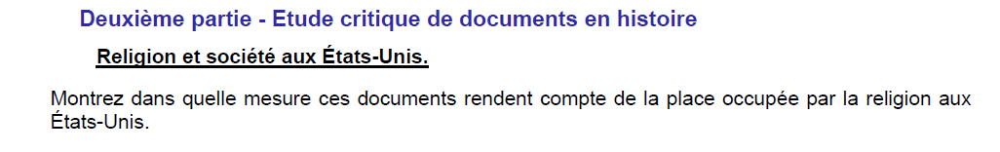 Deuxième partie - Etude critique de documents en histoire
Religion et société aux États-Unis.
Montrez dans quelle mesure ces documents rendent compte de la place occupée par la religion aux
États-Unis.